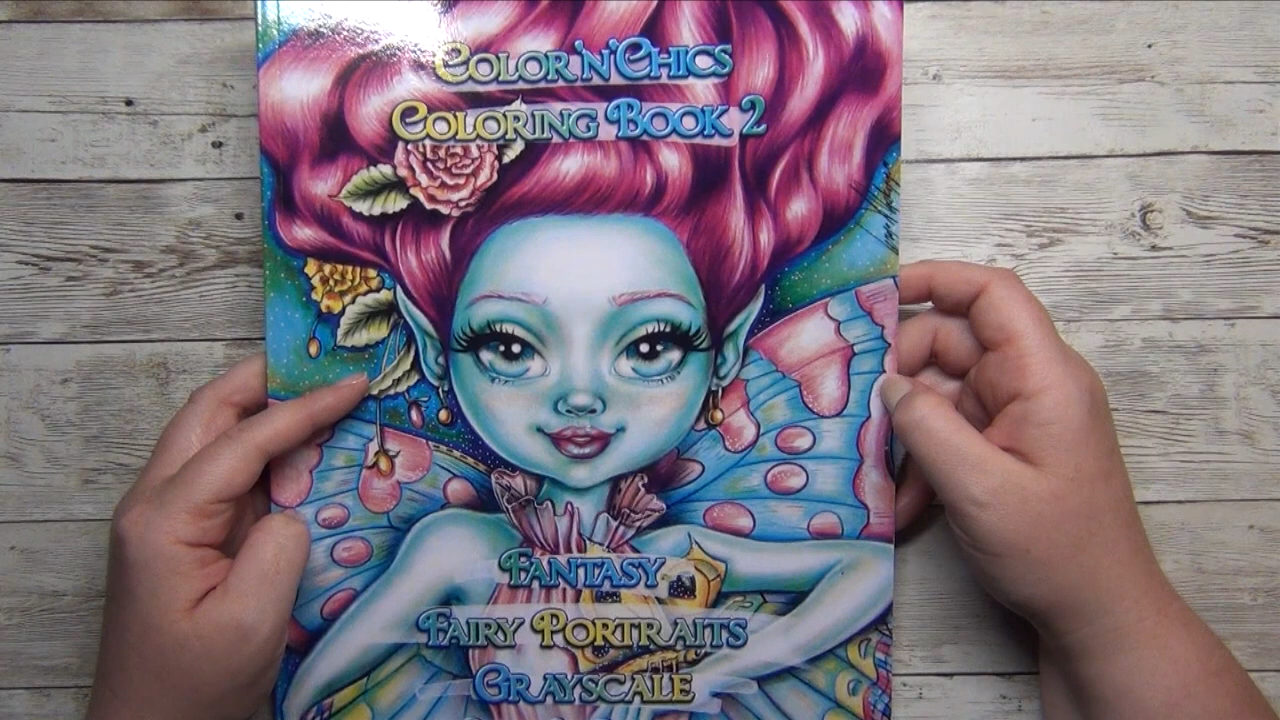 Color'n'Chics
Coloring Book 2
Fantasy
Fairy Portraits
Grayscale